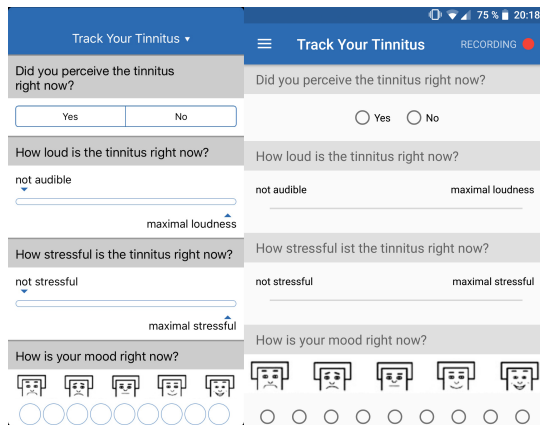 Track Your Tinnitus ▾
Did you perceive the tinnitus
right now?
Yes No
How loud is the tinnitus right now?
not audible
maximal loudness
How stressful is the tinnitus right now?
not stressful
maximal stressful
How is your mood right now?
75 % 20:18
Track Your Tinnitus RECORDING
Did you perceive the tinnitus right now?
Yes No
How loud is the tinnitus right now?
not audible maximal loudness
How stressful ist the tinnitus right now?
not stressful maximal stressful
How is your mood right now?